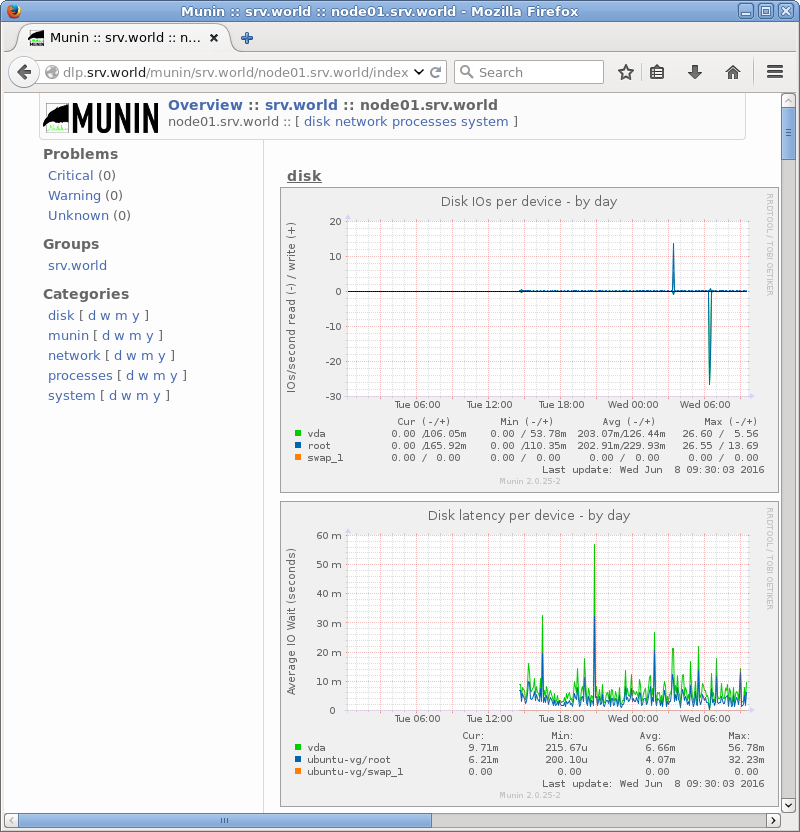 Munin :: srv.world :: node01.srv.world - Mozilla Firefox
Munin :: srv.world :: n...
dlp.srv.world/munin/srv.world/node01.srv.world/index
Search
MUNIN
Overview :: srv.world :: node01.srv.world
node01.srv.world :: [ disk network processes system ]
Problems
Critical (0)
Warning (0)
Unknown (0)
Groups
srv.world
Categories
disk [ d w m y ]
munin [ d w m y ]
network [ d w m y ]
processes [ d w m y ]
system [ d w m y ]
disk
Disk IOs per device - by day
RRDTOOL / TOBI OETIKER
IOs/second read (-) / write (+)
20
10
0
-10
-20
-30
Tue 06:00 Tue 12:00 Tue 18:00 Wed 00:00 Wed 06:00
Cur (-/+) Min (-/+) Avg (-/+) Max (-/+)
vda 0.00 /106.05m 0.00 / 53.78m 203.07m/126.44m 26.60 / 5.56
root 0.00 /165.92m 0.00 /110.35m 202.91m/229.93m 26.55 / 13.69
swap_1 0.00 / 0.00 0.00 / 0.00 0.00 / 0.00 0.00 / 0.00
Last update: Wed Jun 8 09:30:03 2016
Munin 2.0.25-2
Disk latency per device - by day
RRDTOOL / TOBI OETIKER
Average IO Wait (seconds)
60 m
50 m
40 m
30 m
20 m
10 m
0
Tue 06:00 Tue 12:00 Tue 18:00 Wed 00:00 Wed 06:00
Cur: Min: Avg: Max:
vda 9.71m 215.67u 6.66m 56.78m
ubuntu-vg/root 6.21m 200.10u 4.07m 32.23m
ubuntu-vg/swap_1 0.00 0.00 0.00 0.00
Last update: Wed Jun 8 09:30:03 2016
Munin 2.0.25-2